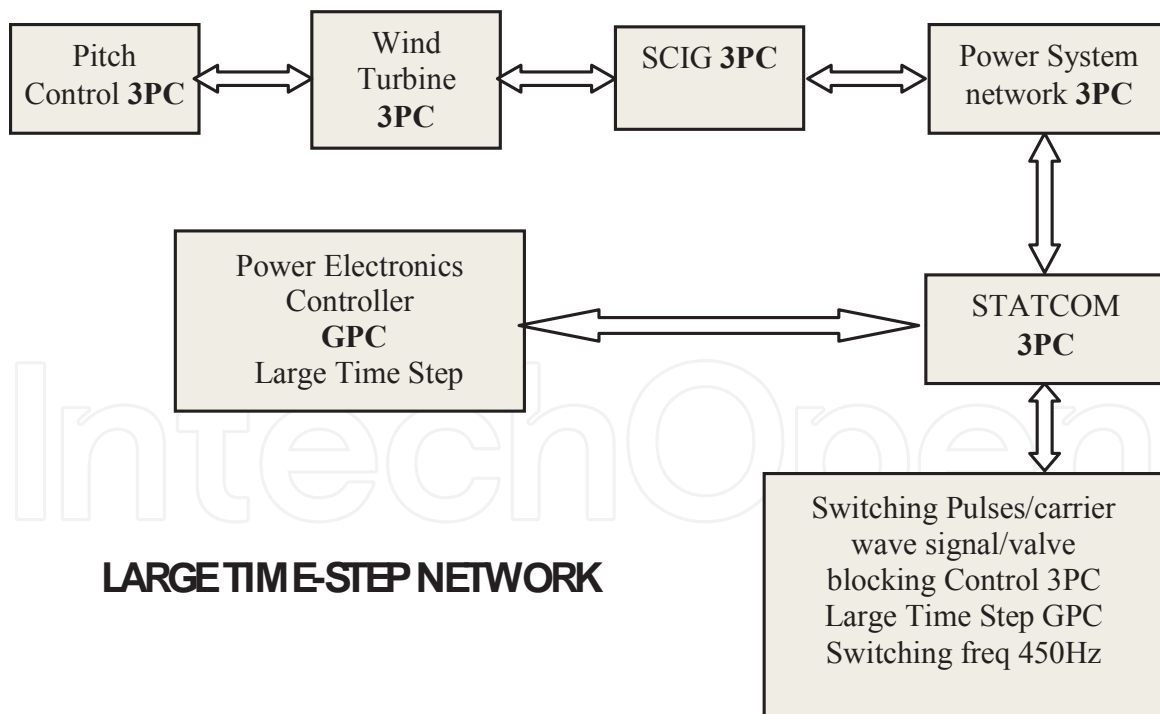 Pitch
Control 3PC
Wind
Turbine
3PC
SCIG 3PC
Power System
network 3PC
Power Electronics
Controller
GPC
Large Time Step
STATCOM
3PC
IntechOpen
Switching Pulses/carrier
wave signal/valve
blocking Control 3PC
Large Time Step GPC
Switching freq 450Hz
LARGE TIME-STEP NETWORK